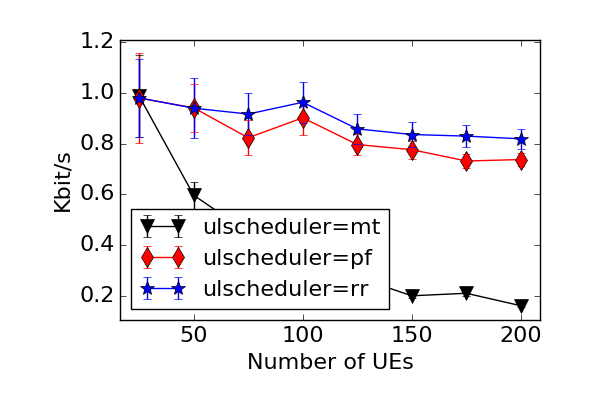 1.2
1.0
0.8
0.6
0.4
0.2
Kbit/s
ulscheduler=mt
ulscheduler=pf
ulscheduler=rr
50
100
150
200
Number of UEs